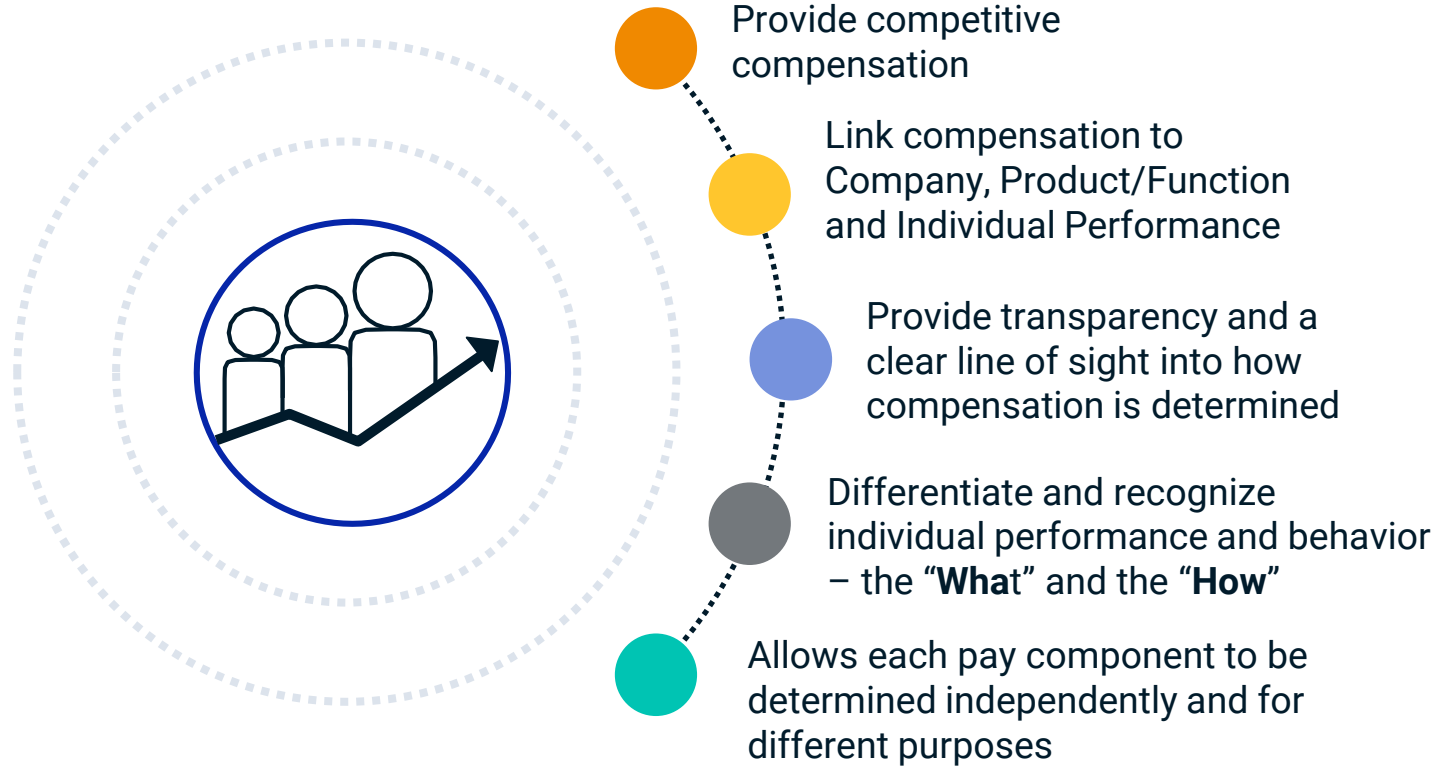 Provide competitive
compensation
Link compensation to
Company, Product/Function
and Individual Performance
Provide transparency and a
clear line of sight into how
compensation is determined
Differentiate and recognize
individual performance and behavior
– the “What” and the “How”
Allows each pay component to be
determined independently and for
different purposes